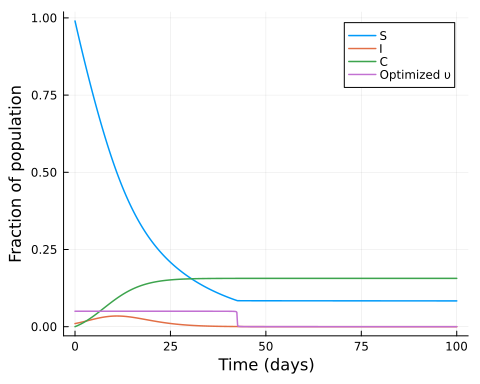 Fraction of population
1.00
0.75
0.50
0.25
0.00
0
25
50
75
100
Time (days)
S
I
C
Optimized υ